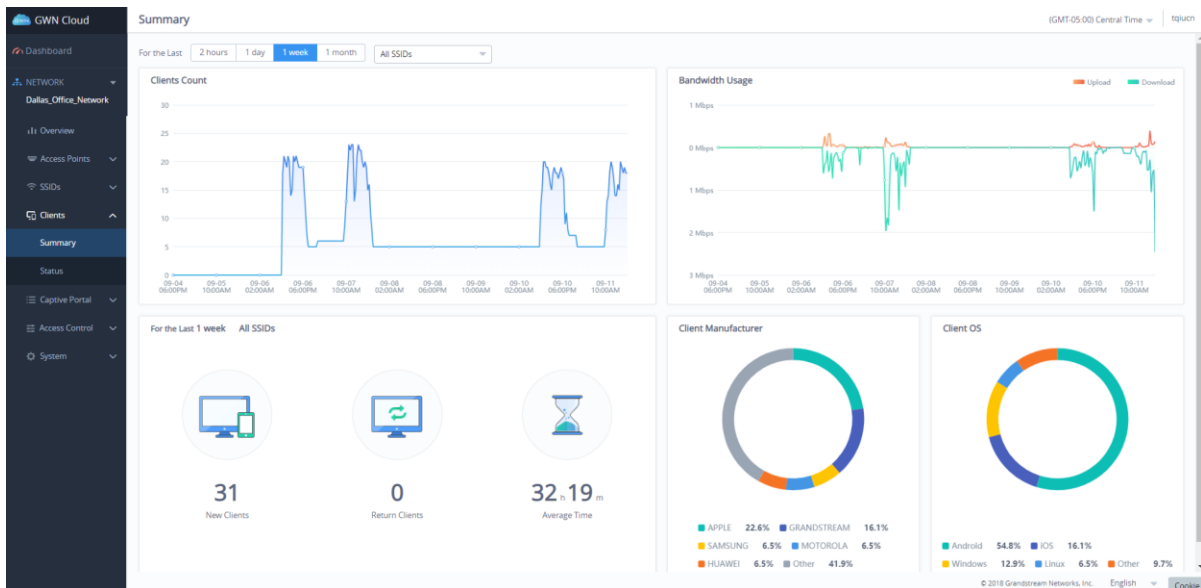 GWN Cloud
Summary
(GMT-05:00) Central Time
tqiucn
Dashboard
NETWORK
Dallas_Office_Network
Overview
Access Points
SSIDs
Clients
Summary
Status
Captive Portal
Access Control
System
For the Last 2 hours 1 day 1 week 1 month All SSIDs
Clients Count
30
25
20
15
10
5
0
09-04 09-05 09-06 09-06 09-07 09-08 09-08 09-09 09-10 09-10 09-11
06:00PM 10:00AM 02:00AM 06:00PM 10:00AM 02:00AM 06:00PM 10:00AM 02:00AM 06:00PM 10:00AM
Bandwidth Usage
Upload Download
1 Mbps
0 Mbps
1 Mbps
2 Mbps
3 Mbps
09-04 09-05 09-06 09-06 09-07 09-08 09-08 09-09 09-10 09-10 09-11
06:00PM 10:00AM 02:00AM 06:00PM 10:00AM 02:00AM 06:00PM 10:00AM 02:00AM 06:00PM 10:00AM
For the Last 1 week All SSIDs
31
New Clients
0
Return Clients
32 h 19 m
Average Time
Client Manufacturer
APPLE 22.6% GRANDSTREAM 16.1%
SAMSUNG 6.5% MOTOROLA 6.5%
HUAWEI 6.5% Other 41.9%
Client OS
Android 54.8% iOS 16.1%
Windows 12.9% Linux 6.5% Other 9.7%
© 2018 Grandstream Networks, Inc. English
Cookie